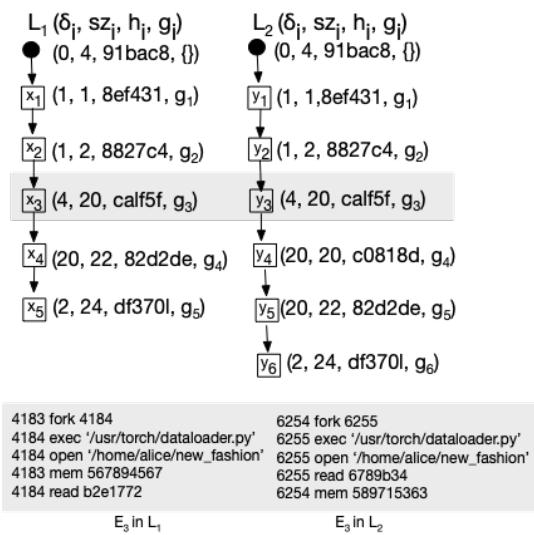 L1 (δi, szi, hi, gi)
(0, 4, 91bac8, {})
x1 (1, 1, 8ef431, g1)
x2 (1, 2, 8827c4, g2)
x3 (4, 20, calf5f, g3)
x4 (20, 22, 82d2de, g4)
x5 (2, 24, df370l, g5)
L2 (δi, szi, hi, gi)
(0, 4, 91bac8, {})
y1 (1, 1,8ef431, g1)
y2 (1, 2, 8827c4, g2)
y3 (4, 20, calf5f, g3)
y4 (20, 20, c0818d, g4)
y5 (20, 22, 82d2de, g5)
y6 (2, 24, df370l, g6)
4183 fork 4184
4184 exec ‘/usr/torch/dataloader.py’
4184 open ‘/home/alice/new_fashion’
4183 mem 567894567
4184 read b2e1772
E3 in L1
6254 fork 6255
6255 exec ‘/usr/torch/dataloader.py’
6255 open ‘/home/alice/new_fashion’
6255 read 6789b34
6254 mem 589715363
E3 in L2